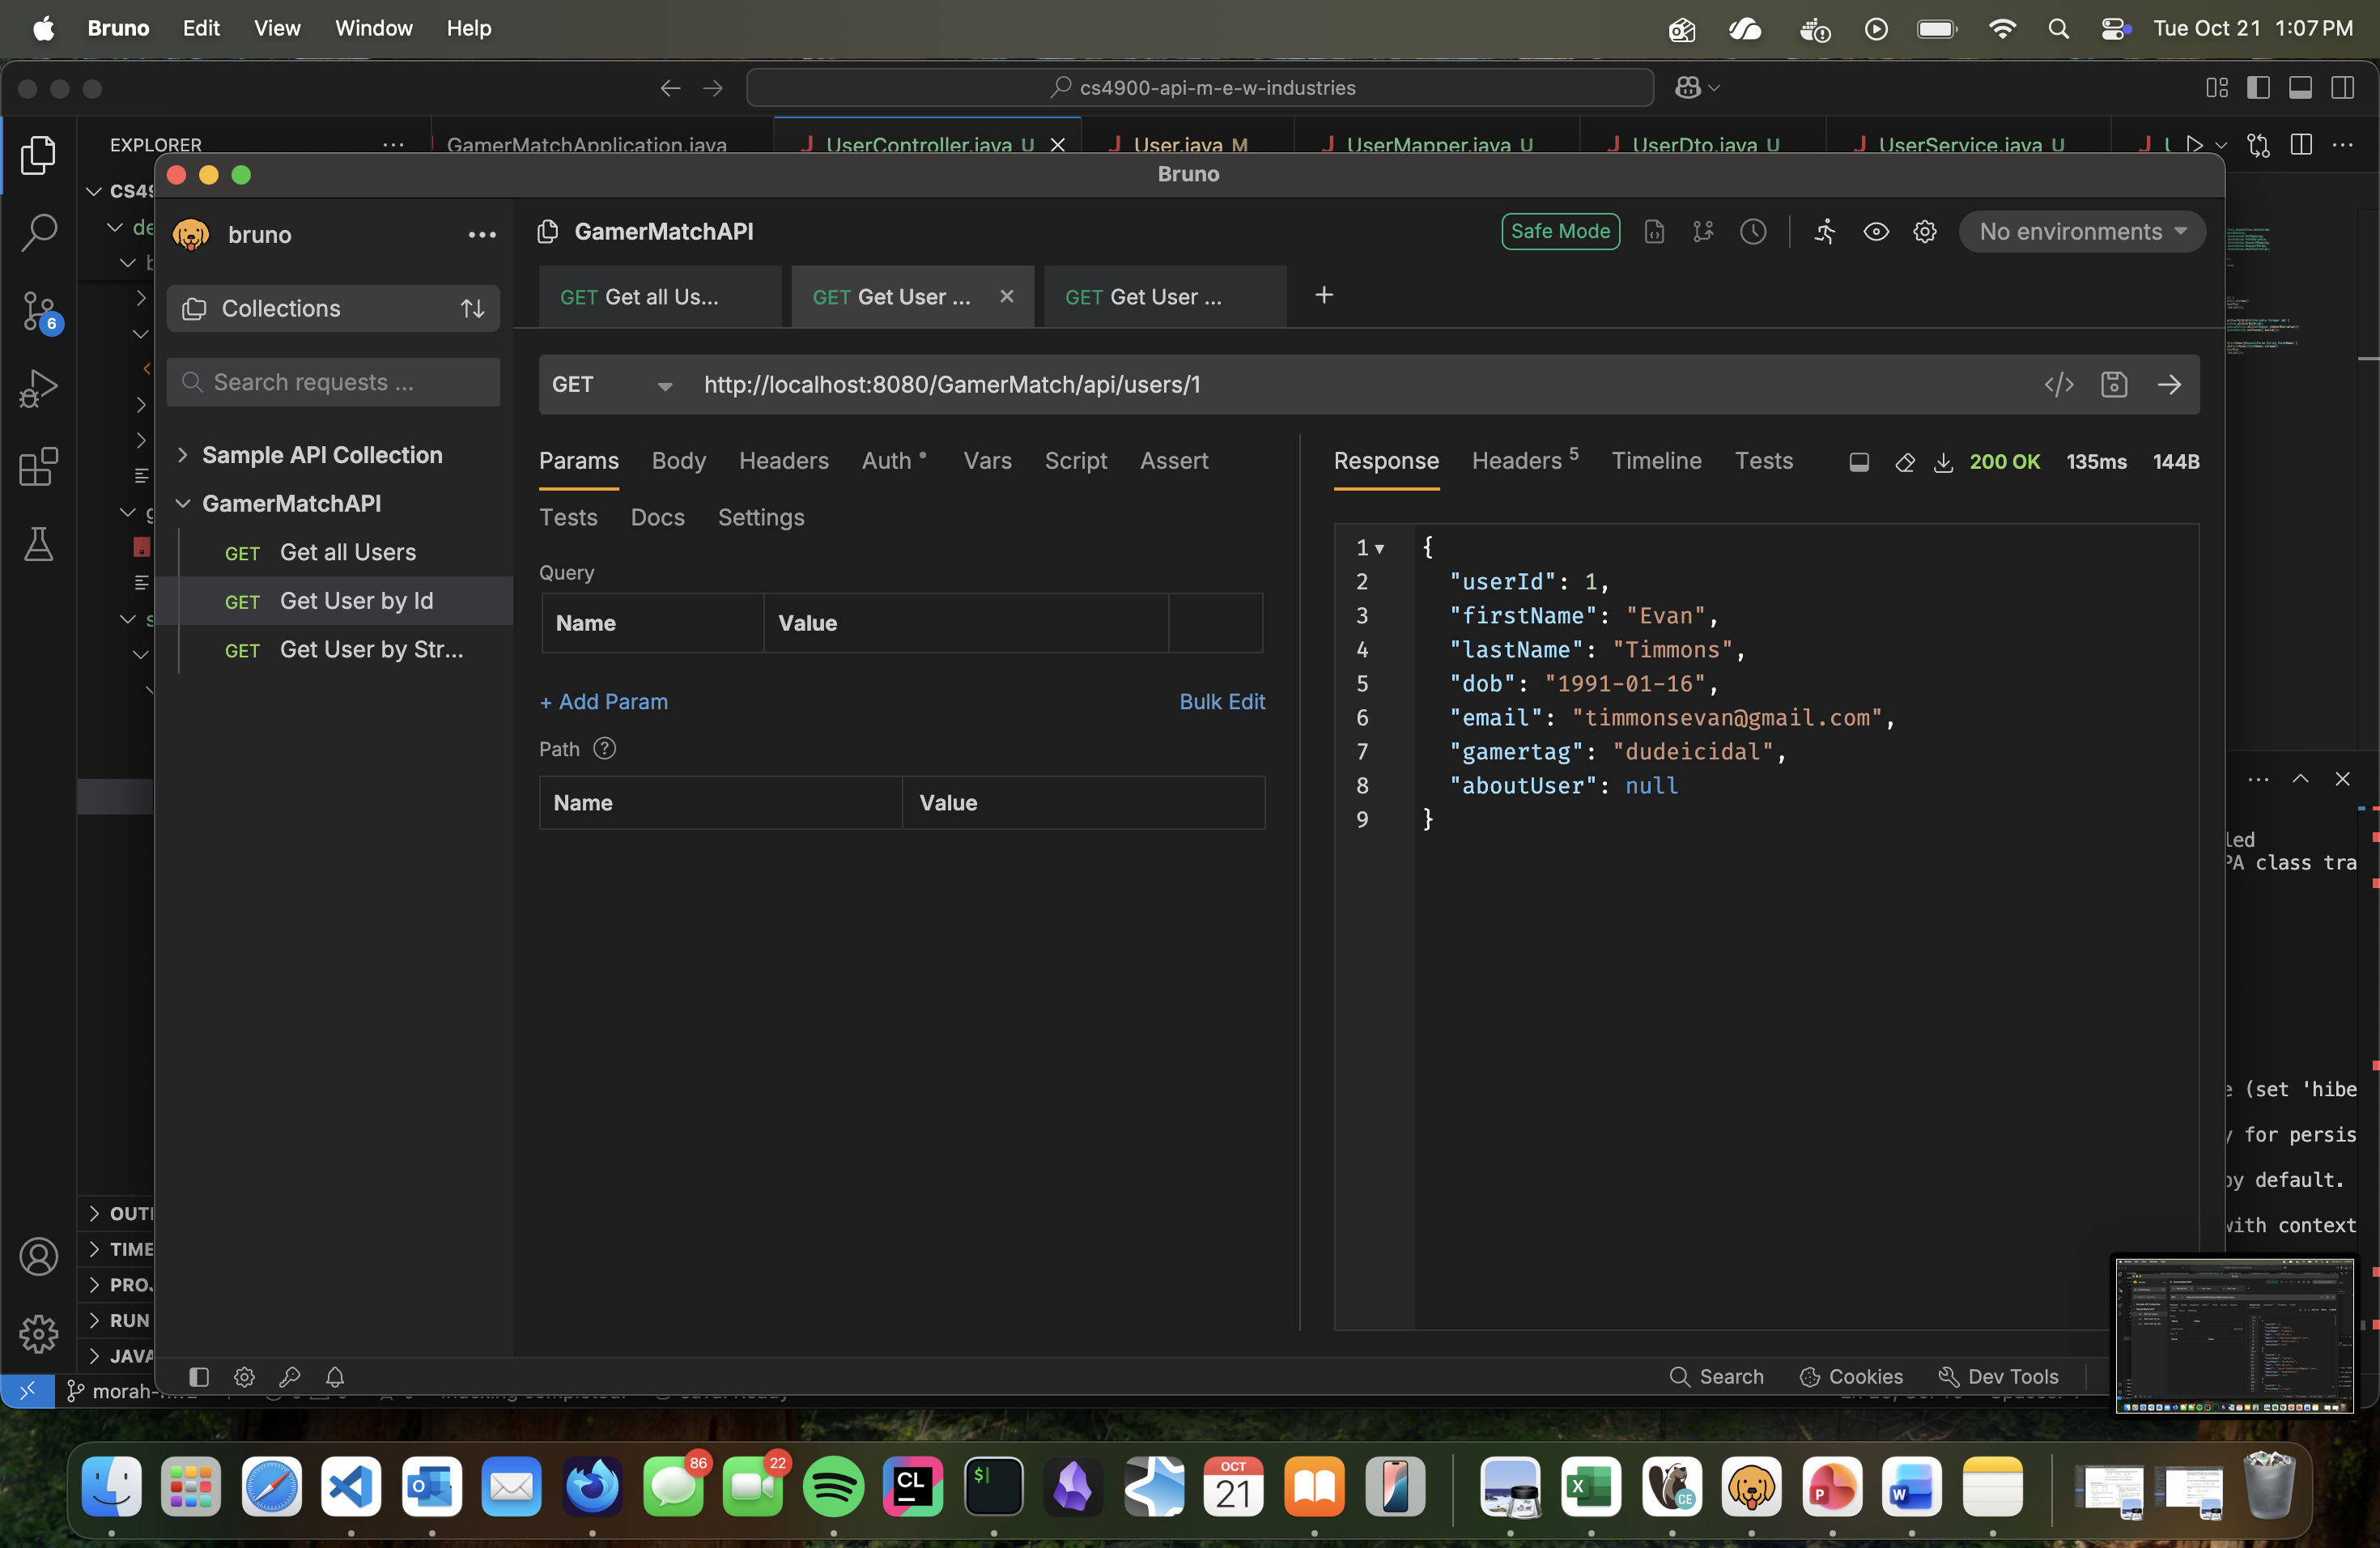 Bruno Edit View Window Help Tue Oct 21 1:07 PM
cs4900-api-m-e-w-industries
EXPLORER
GamerMatchApplication.java
UserController.java U
User.java M
UserMapper.java U
UserDto.java U
UserService.java U
Bruno
bruno
GamerMatchAPI
Safe Mode
No environments
GET Get all Us...
GET Get User ...
GET Get User ...
Collections
Search requests ...
Sample API Collection
GamerMatchAPI
GET Get all Users
GET Get User by Id
GET Get User by Str...
GET http://localhost:8080/GamerMatch/api/users/1
Params Body Headers Auth Vars Script Assert
Tests Docs Settings
Query
Name Value
+ Add Param Bulk Edit
Path ?
Name Value
Response Headers 5 Timeline Tests 200 OK 135ms 144B
1 {
2 "userId": 1,
3 "firstName": "Evan",
4 "lastName": "Timmons",
5 "dob": "1991-01-16",
6 "email": "timmonsevan@gmail.com",
7 "gamertag": "dudeicidal",
8 "aboutUser": null
9 }
6
CS49
de
led
PA class tra
e (set 'hibe
y for persis
by default.
with context
OUTI
TIME
PROJ
RUN
JAVA
Search Cookies Dev Tools
morah-
86
22
CL
$
OCT
21
CE
P
W